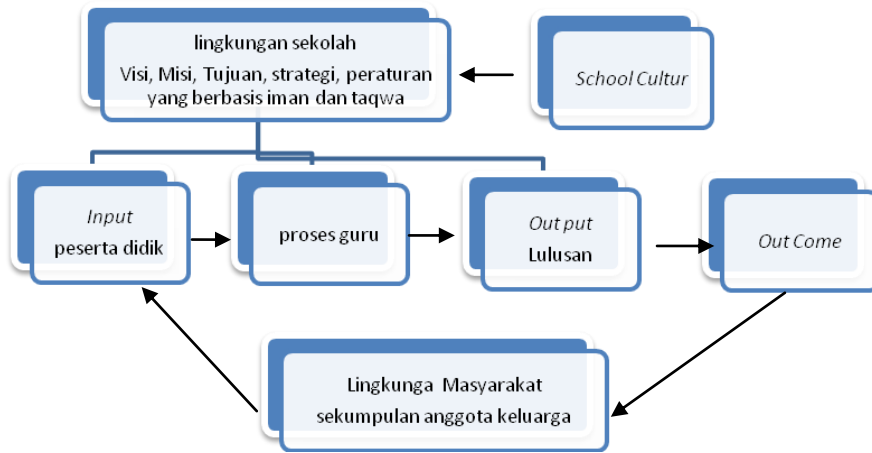 lingkungan sekolah
Visi, Misi, Tujuan, strategi, peraturan
yang berbasis iman dan taqwa
School Cultur
Input
peserta didik
proses guru
Out put
Lulusan
Out Come
Lingkunga Masyarakat
sekumpulan anggota keluarga